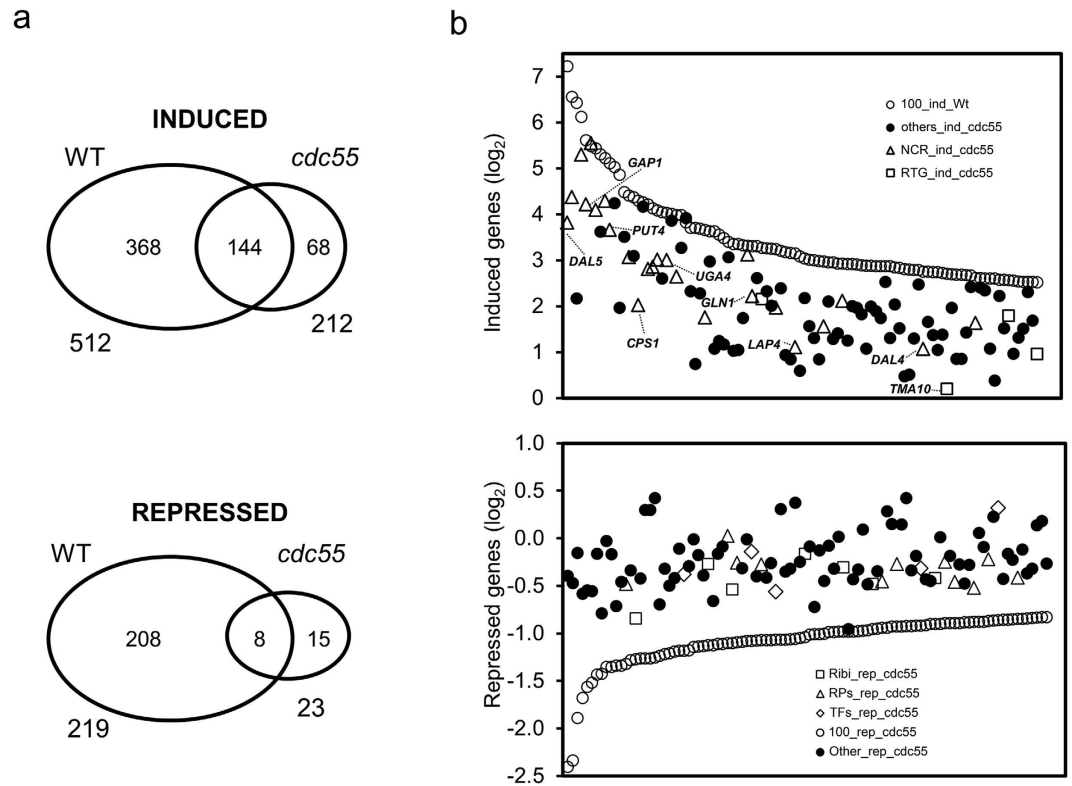 a
INDUCED
WT
cdc55
368
144
68
512
212
REPRESSED
WT
cdc55
208
8
15
219
23
b
Induced genes (log2)
7
6
5
4
3
2
1
0
100_ind_Wt
others_ind_cdc55
NCR_ind_cdc55
RTG_ind_cdc55
GAP1
PUT4
DAL5
UGA4
GLN1
CPS1
LAP4
DAL4
TMA10
Repressed genes (log2)
1.0
0.5
0.0
-0.5
-1.0
-1.5
-2.0
-2.5
Ribi_rep_cdc55
RPs_rep_cdc55
TFs_rep_cdc55
100_rep_cdc55
Other_rep_cdc55